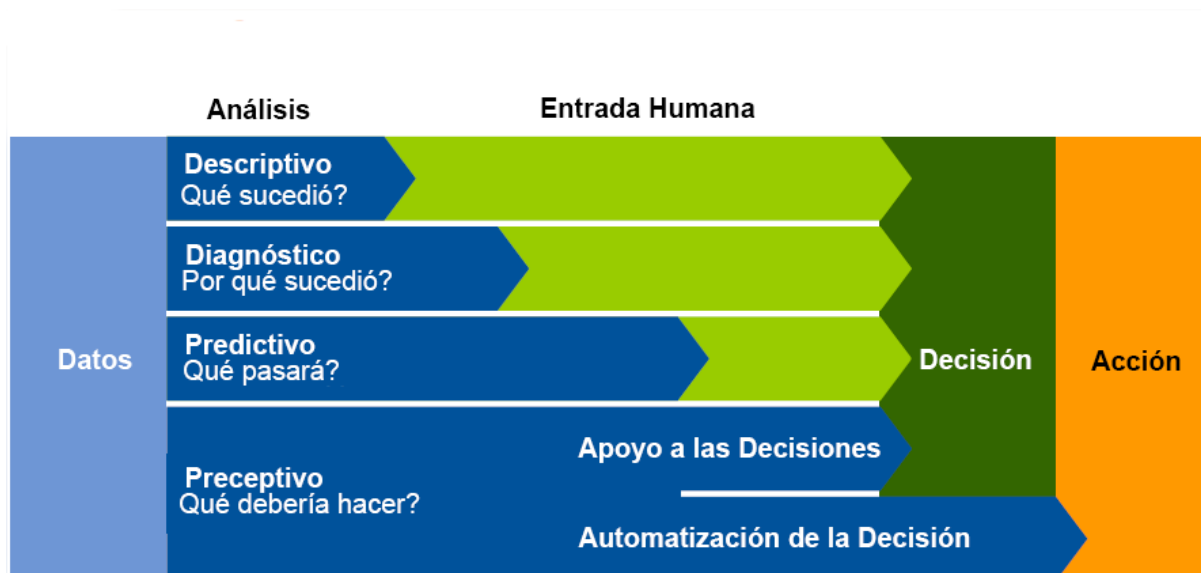 Análisis
Entrada Humana
Descriptivo
Qué sucedió?
Diagnóstico
Por qué sucedió?
Datos
Predictivo
Qué pasará?
Decisión
Acción
Apoyo a las Decisiones
Preceptivo
Qué debería hacer?
Automatización de la Decisión